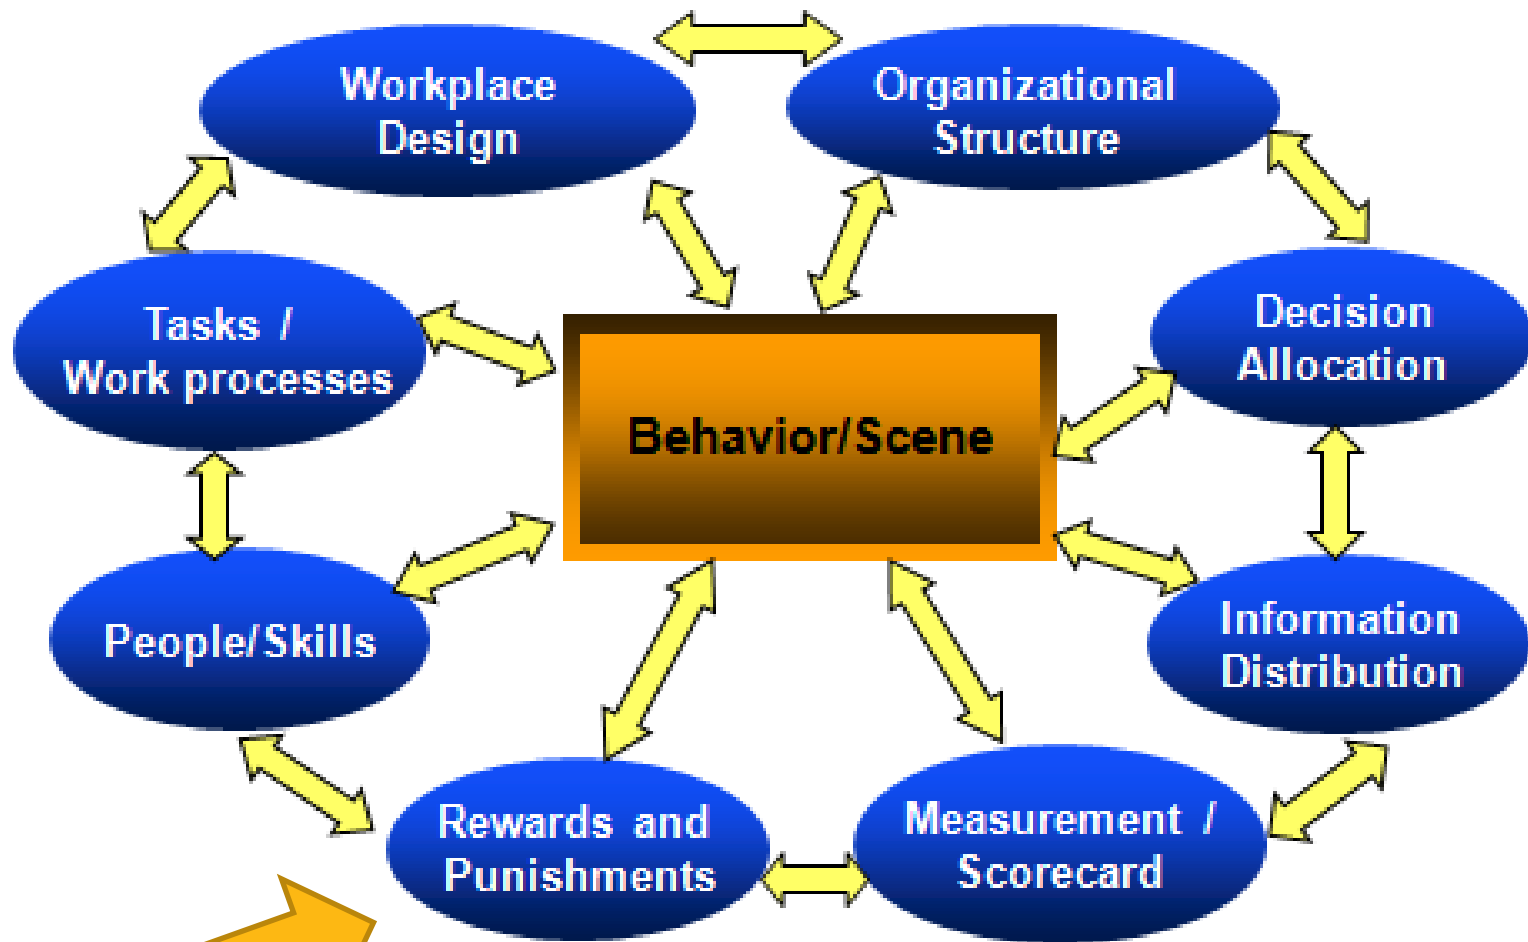 Workplace
Design
Organizational
Structure
Tasks /
Work processes
Decision
Allocation
Behavior/Scene
People/Skills
Information
Distribution
Rewards and
Punishments
Measurement /
Scorecard